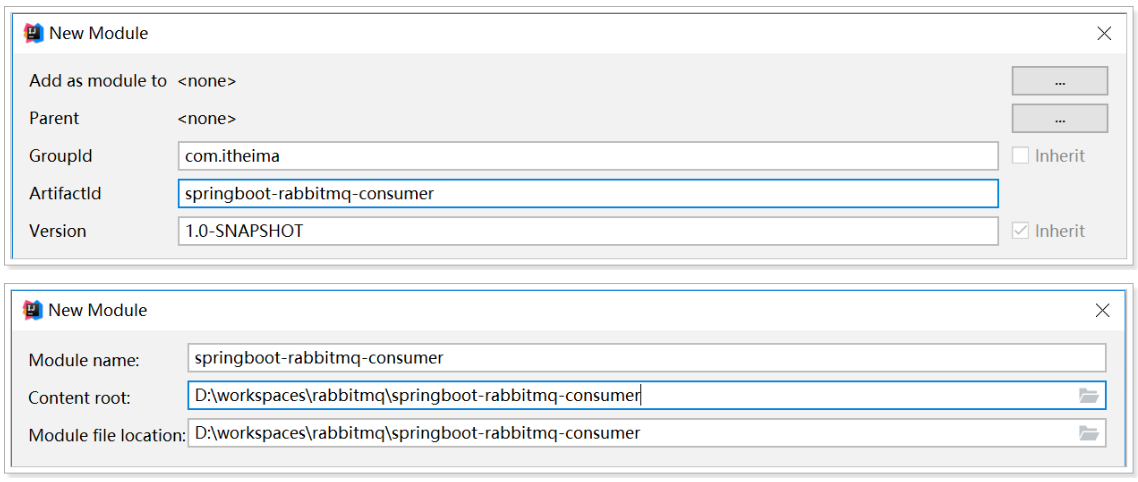 New Module
Add as module to <none> ...
Parent <none> ...
GroupId com.itheima Inherit
ArtifactId springboot-rabbitmq-consumer
Version 1.0-SNAPSHOT Inherit
New Module
Module name: springboot-rabbitmq-consumer
Content root: D:\workspaces\rabbitmq\springboot-rabbitmq-consumer
Module file location: D:\workspaces\rabbitmq\springboot-rabbitmq-consumer